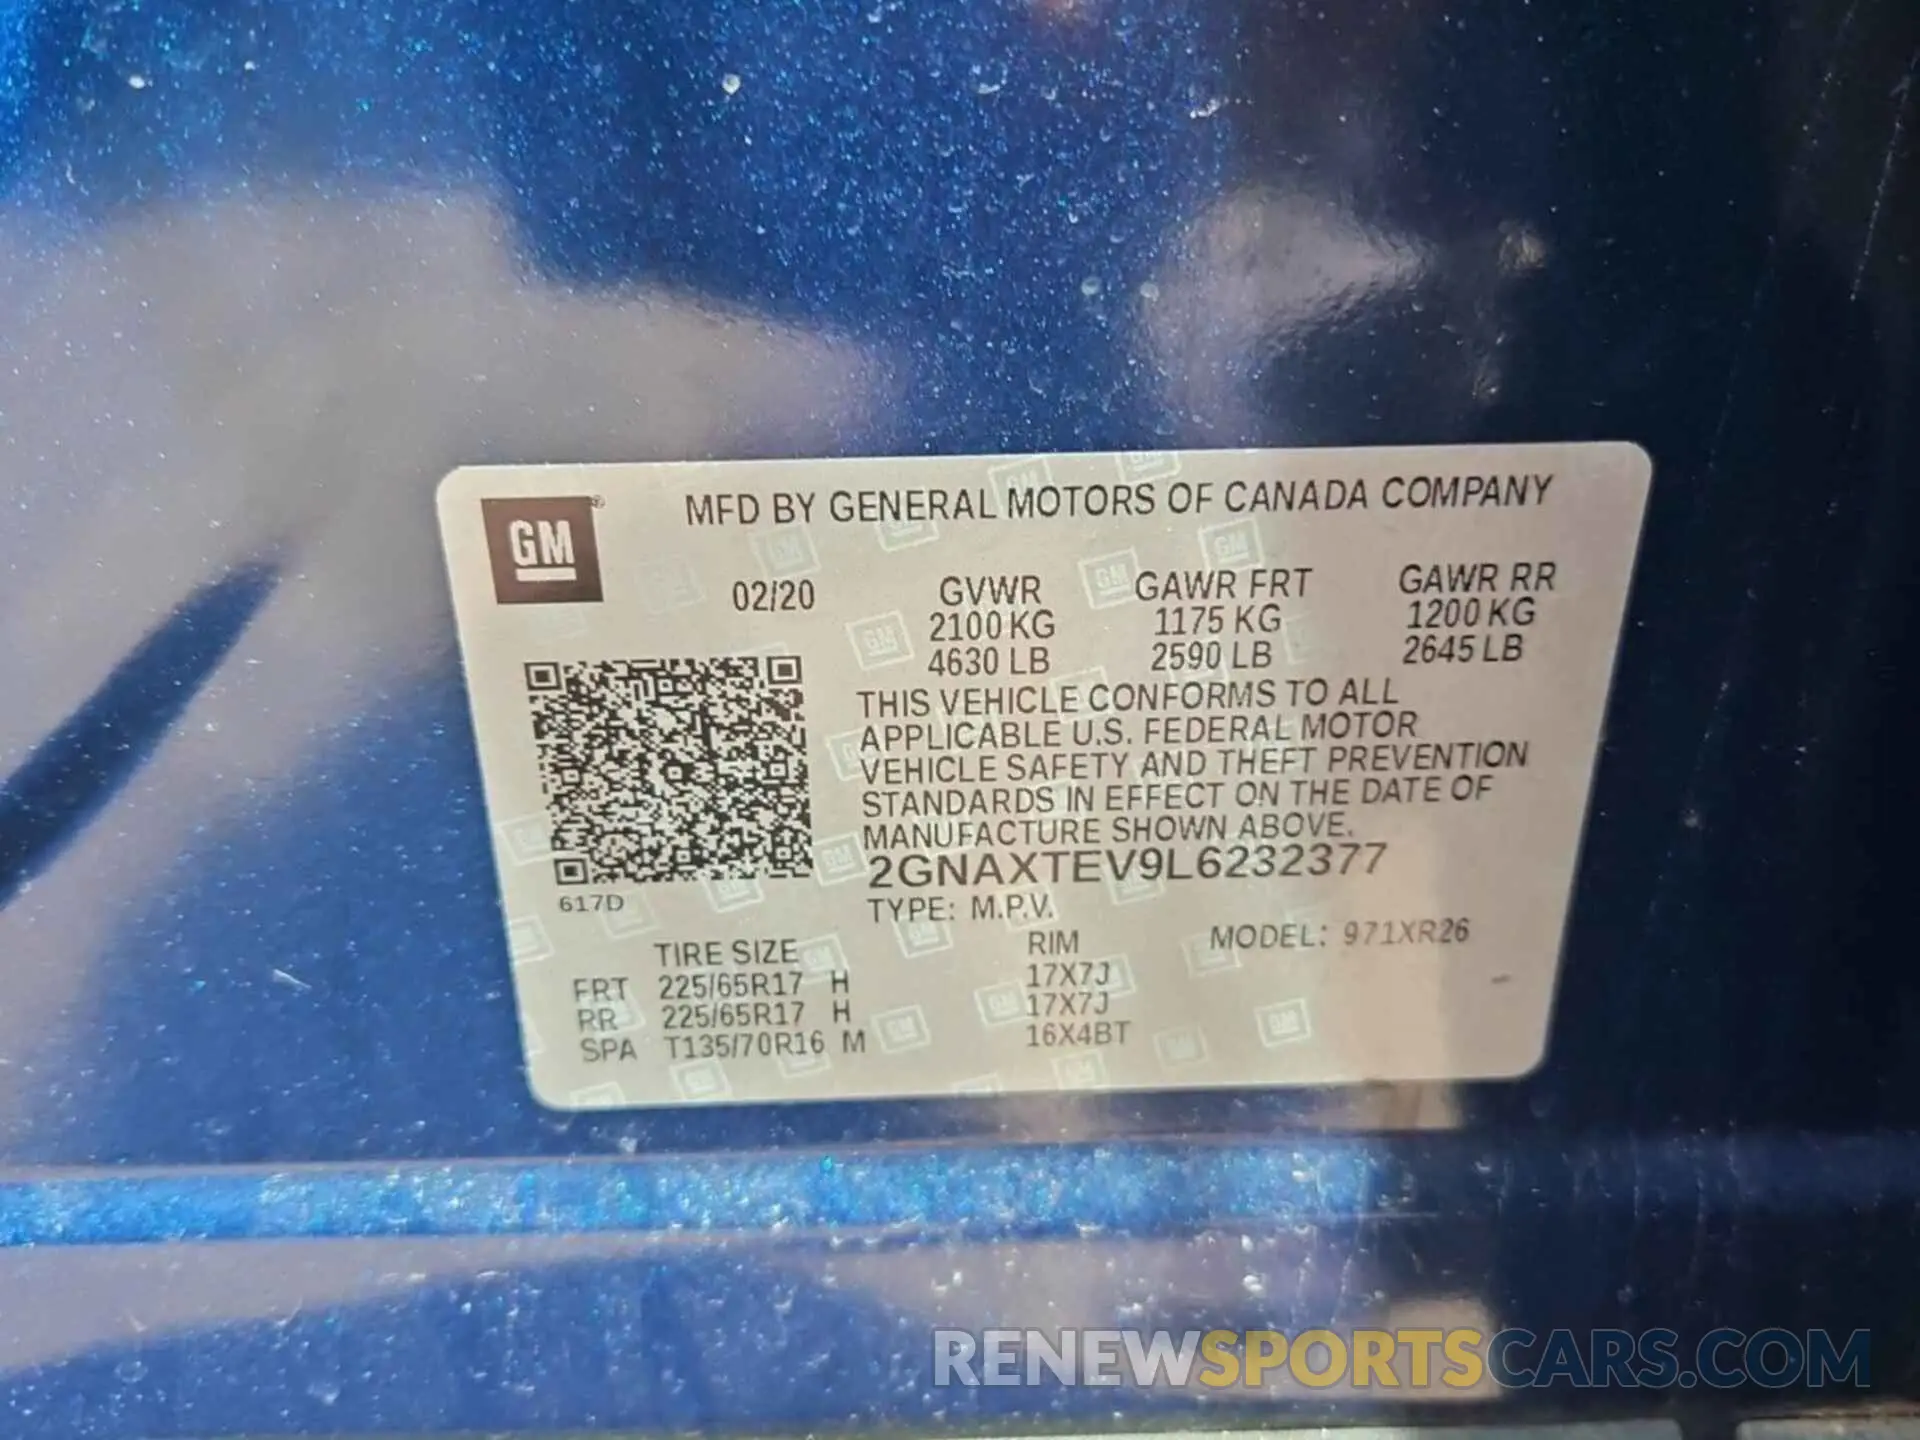 GM ®
MFD BY GENERAL MOTORS OF CANADA COMPANY
02/20 GVWR GAWR FRT GAWR RR
2100 KG 1175 KG 1200 KG
4630 LB 2590 LB 2645 LB
THIS VEHICLE CONFORMS TO ALL
APPLICABLE U.S. FEDERAL MOTOR
VEHICLE SAFETY AND THEFT PREVENTION
STANDARDS IN EFFECT ON THE DATE OF
MANUFACTURE SHOWN ABOVE.
2GNAXTEV9L6232377
617D
TYPE: M.P.V.
TIRE SIZE RIM MODEL: 971XR26
FRT 225/65R17 H 17X7J
RR 225/65R17 H 17X7J
SPA T135/70R16 M 16X4BT
RENEWSPORTSCARS.COM